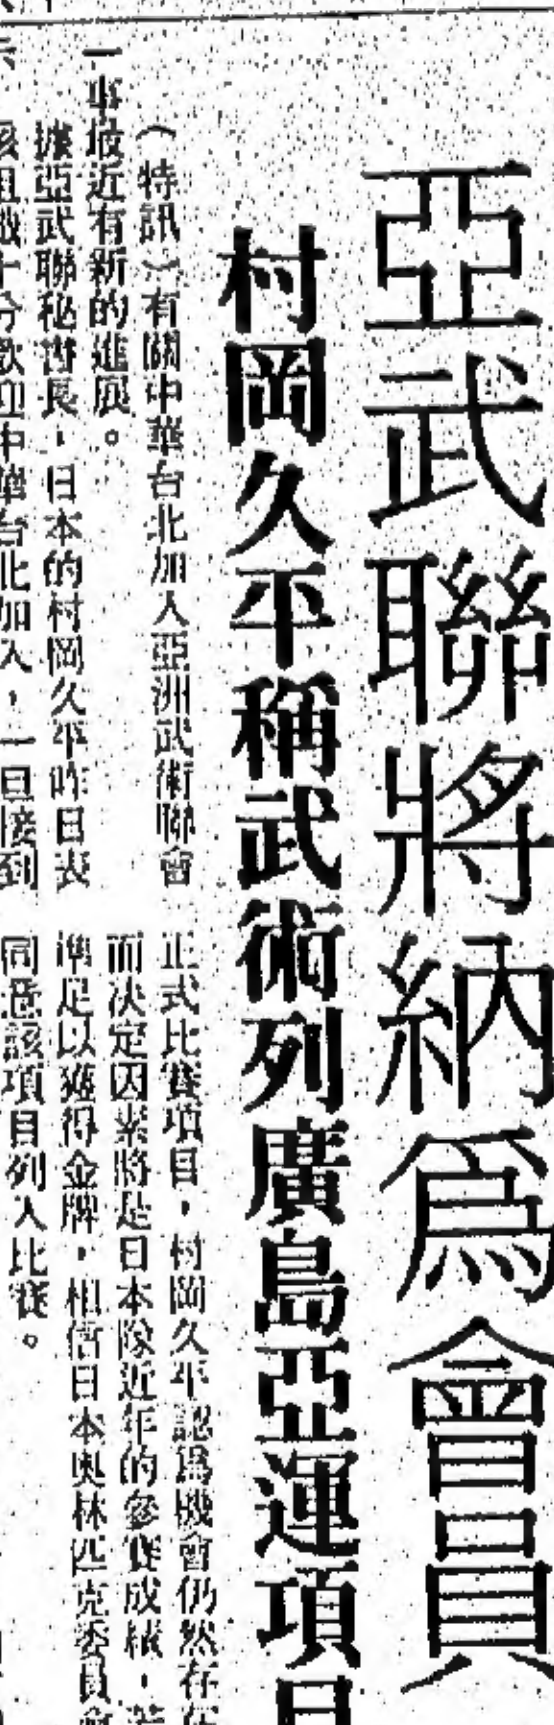 亞武聯將納爲會員
村岡久平稱武術列廣島亞運項目
（特訊）有關中華台北加入亞洲武術聯會
一事最近有新的進展。
據亞武聯秘書長，日本的村岡久平昨日表
該組織十分歡迎中華台北加入，一旦接到
正式比賽項目，村岡久平認爲機會仍然存在
而決定因素將是日本隊近年的參賽成績，若
準足以獲得金牌，相信日本奧林匹克委員會
同意該項目列入比賽。